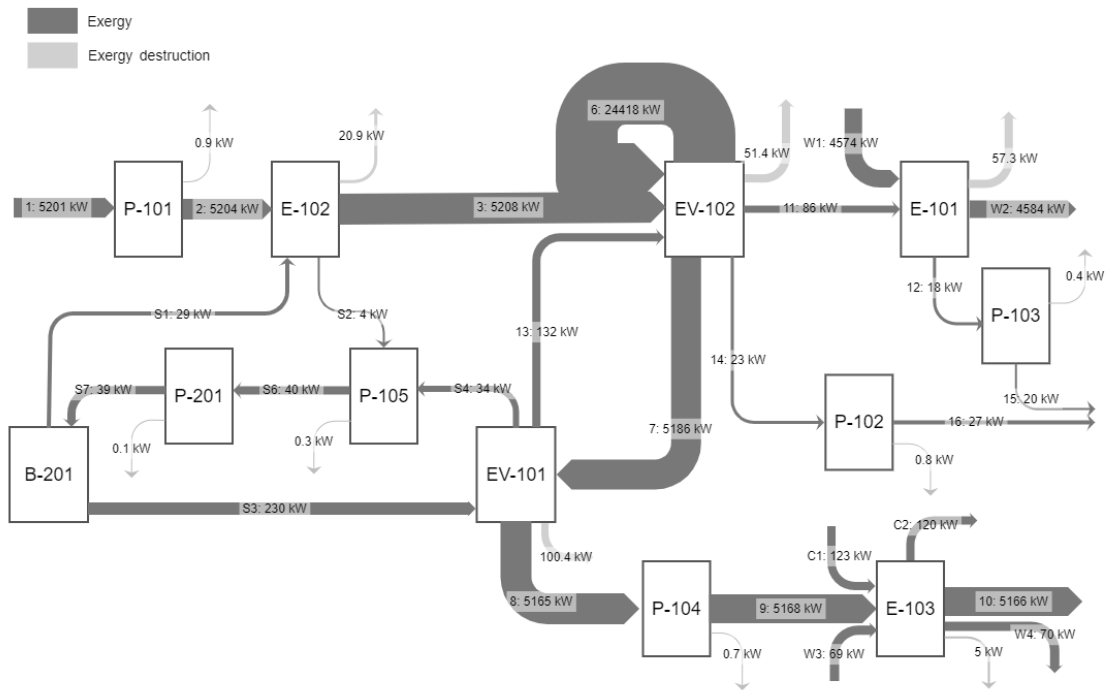 Exergy
Exergy destruction
6: 24418 kW
0.9 kW
20.9 kW
51.4 kW
W1: 4574 kW
57.3 kW
1: 5201 kW
P-101
2: 5204 kW
E-102
3: 5208 kW
EV-102
11: 86 kW
E-101
W2: 4584 kW
12: 18 kW
0.4 kW
P-103
S1: 29 kW
S2: 4 kW
13: 132 kW
14: 23 kW
S7: 39 kW
P-201
S6: 40 kW
P-105
S4: 34 kW
15: 20 kW
7: 5186 kW
P-102
16: 27 kW
0.1 kW
0.3 kW
0.8 kW
B-201
EV-101
S3: 230 kW
100.4 kW
C2: 120 kW
C1: 123 kW
8: 5165 kW
P-104
9: 5168 kW
E-103
10: 5166 kW
W4: 70 kW
W3: 69 kW
0.7 kW
5 kW